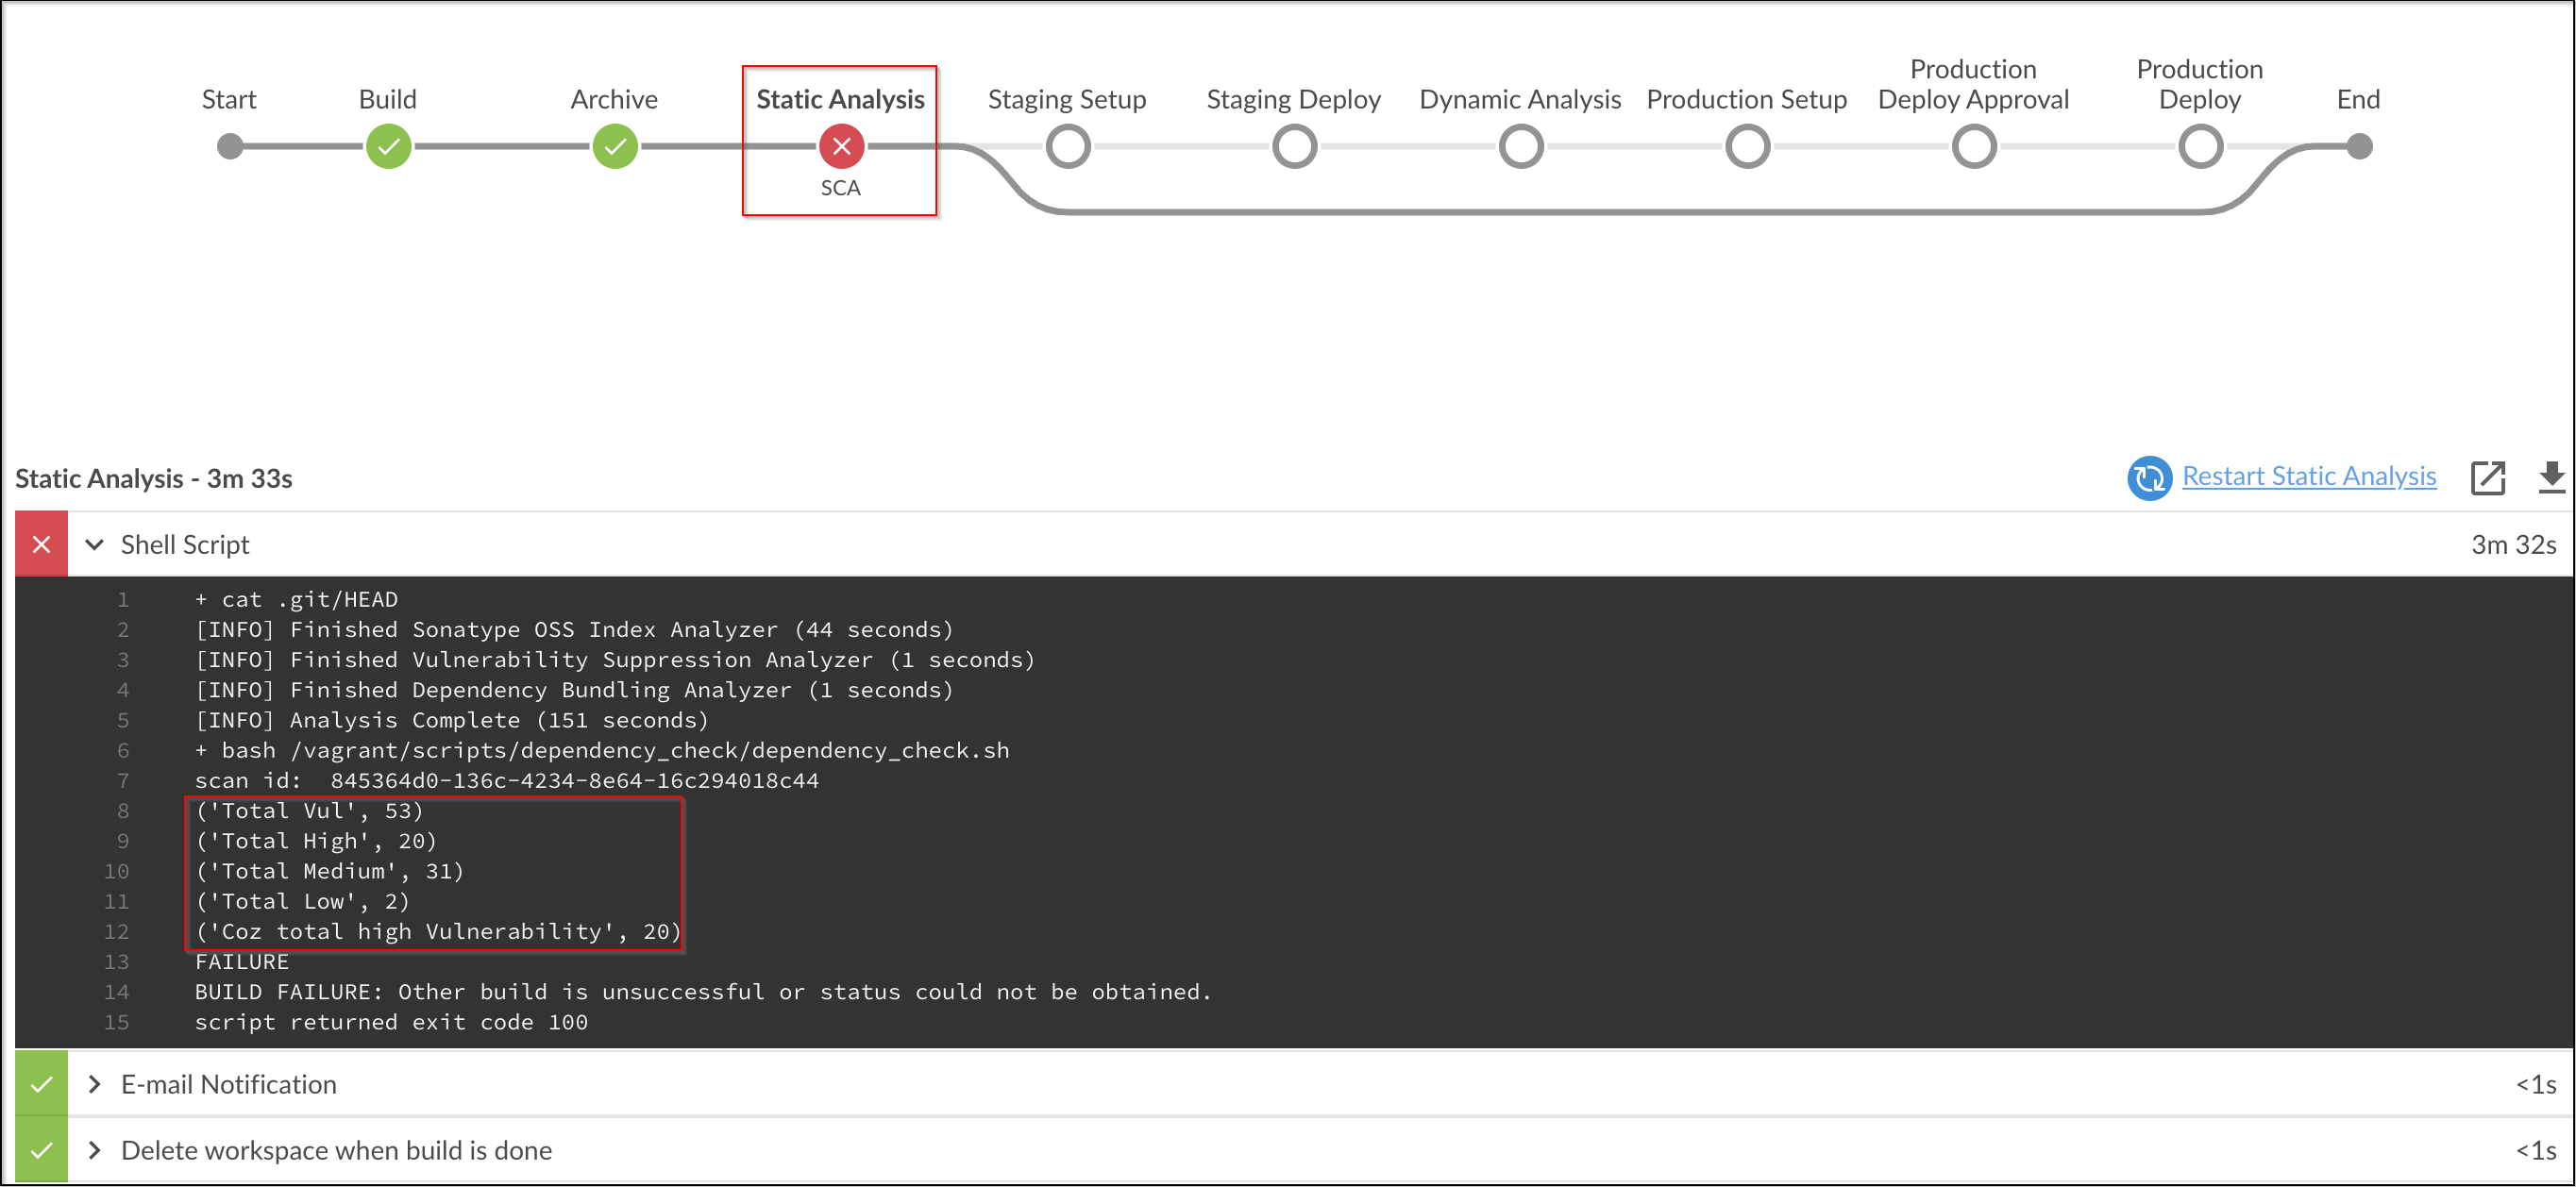 Start
Build
Archive
Static Analysis
SCA
Staging Setup
Staging Deploy
Dynamic Analysis
Production Setup
Production
Deploy Approval
Production
Deploy
End
Static Analysis - 3m 33s
Restart Static Analysis
Shell Script
3m 32s
1 + cat .git/HEAD
2 [INFO] Finished Sonatype OSS Index Analyzer (44 seconds)
3 [INFO] Finished Vulnerability Suppression Analyzer (1 seconds)
4 [INFO] Finished Dependency Bundling Analyzer (1 seconds)
5 [INFO] Analysis Complete (151 seconds)
6 + bash /vagrant/scripts/dependency_check/dependency_check.sh
7 scan id:  845364d0-136c-4234-8e64-16c294018c44
8 ('Total Vul', 53)
9 ('Total High', 20)
10 ('Total Medium', 31)
11 ('Total Low', 2)
12 ('Coz total high Vulnerability', 20)
13 FAILURE
14 BUILD FAILURE: Other build is unsuccessful or status could not be obtained.
15 script returned exit code 100
E-mail Notification
<1s
Delete workspace when build is done
<1s